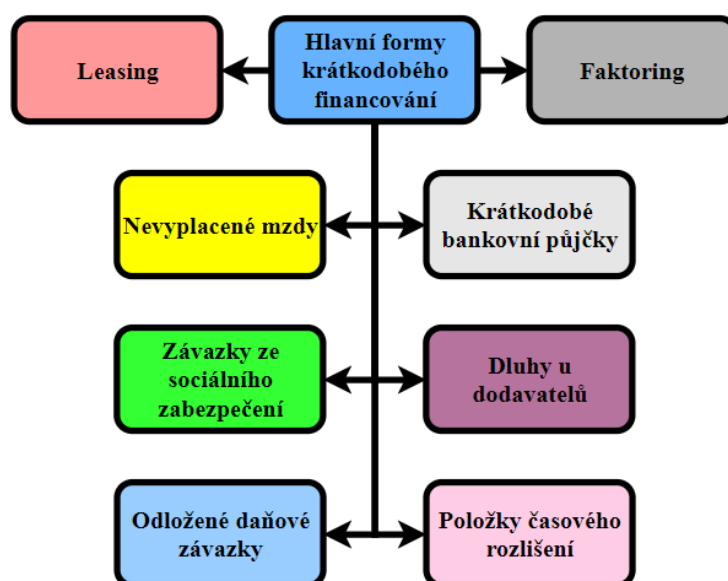 Leasing
Hlavní formy
krátkodobého
financování
Faktoring
Nevyplacené mzdy
Krátkodobé
bankovní půjčky
Závazky ze
sociálního
zabezpečení
Dluhy u
dodavatelů
Odložené daňové
závazky
Položky časového
rozlišení